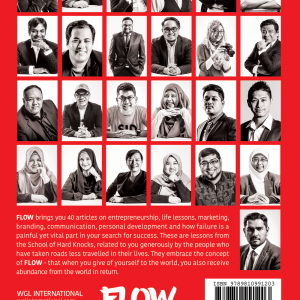 FLOW brings you 40 articles on entrepreneurship, life lessons, marketing,
branding, communication, personal development and how failure is a
painful yet vital part in your search for success. These are lessons from
the School of Hard Knocks, related to you generously by the people who
have taken roads less travelled in their lives. They embrace the concept
of FLOW - that when you give of yourself to the world, you also receive
abundance from the world in return.
WGL INTERNATIONAL
FLOW
ISBN 9789810991203